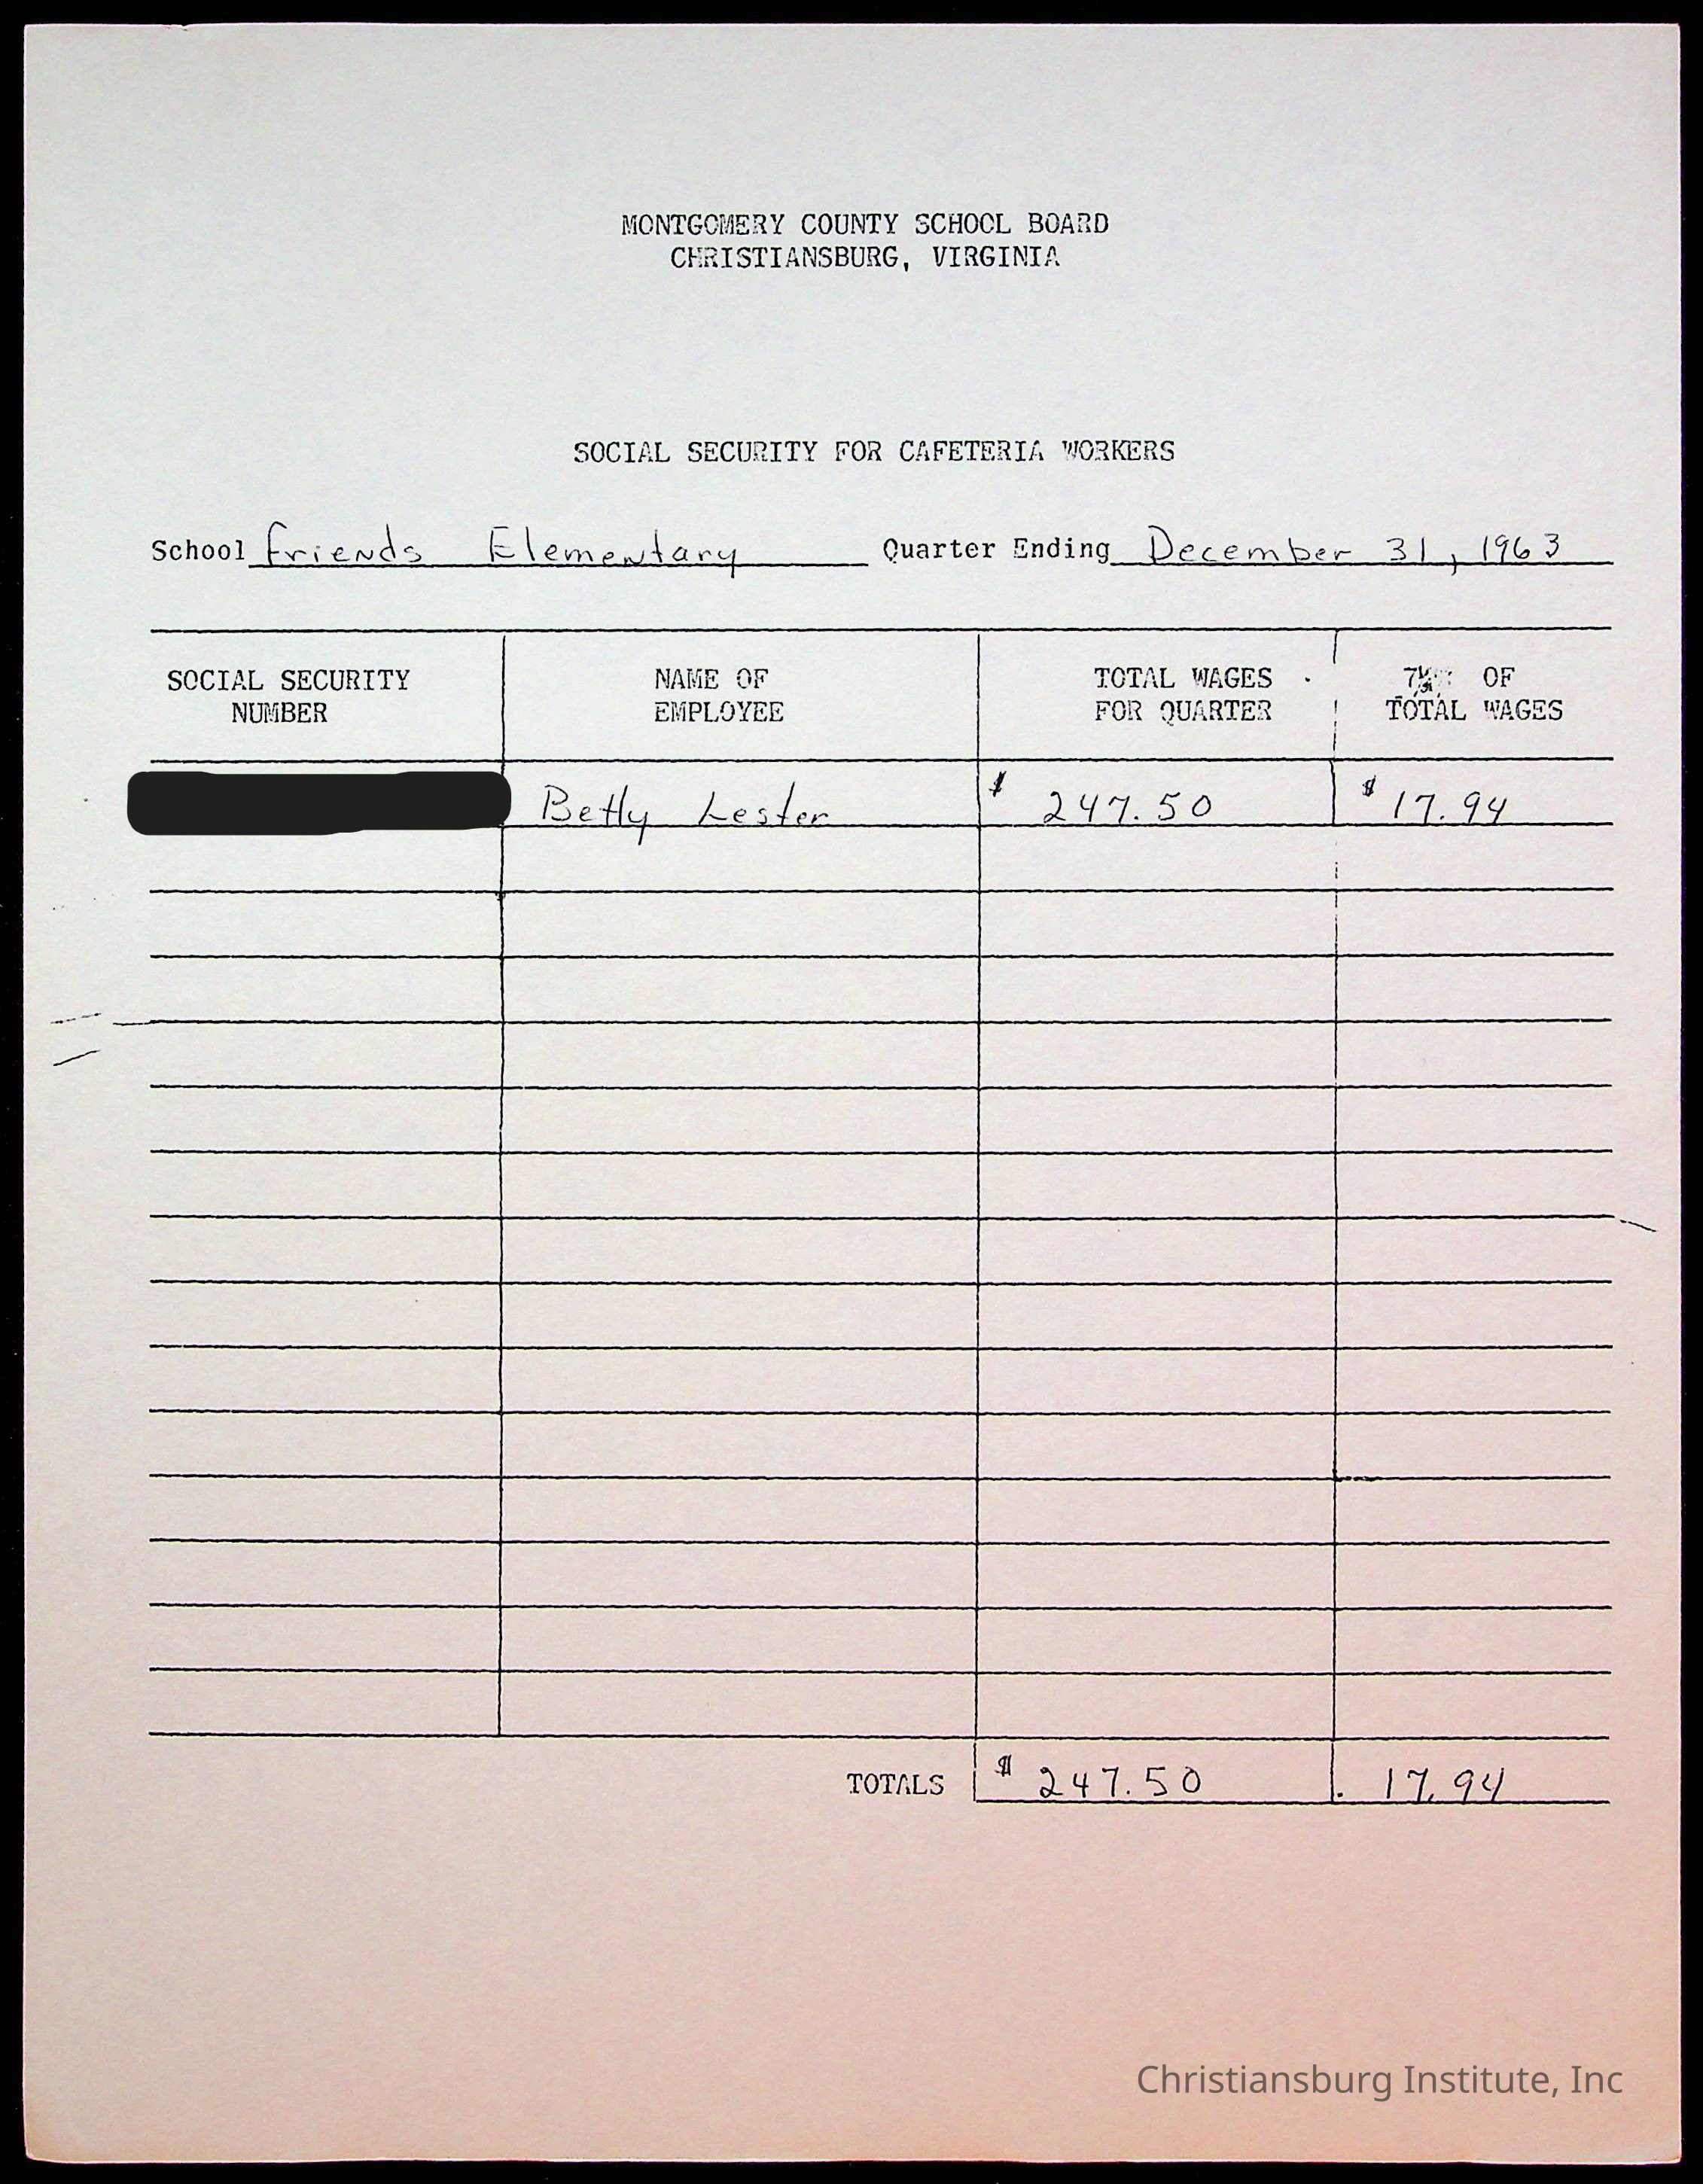 MONTGOMERY COUNTY SCHOOL BOARD
CHRISTIANSBURG, VIRGINIA
SOCIAL SECURITY FOR CAFETERIA WORKERS
School Friends Elementary Quarter Ending December 31, 1963
SOCIAL SECURITY NAME OF TOTAL WAGES OF
NUMBER EMPLOYEE FOR QUARTER TOTAL WAGES
Betty Lester $ 247.50 $ 17.94
TOTALS $ 247.50 17.94
Christiansburg Institute, Inc